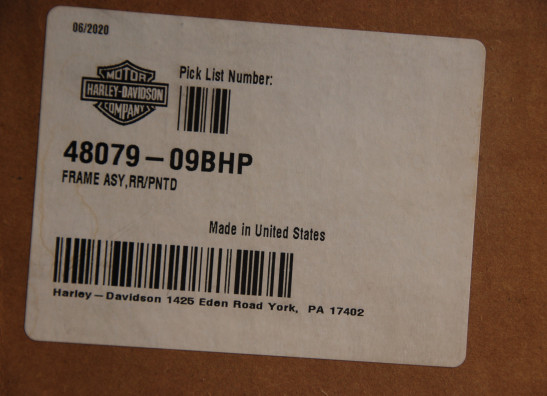 06/2020
Pick List Number:
MOTOR
HARLEY-DAVIDSON
COMPANY
48079-09BHP
FRAME ASY,RR/PNTD
Made in United States
Harley-Davidson 1425 Eden Road York, PA 17402